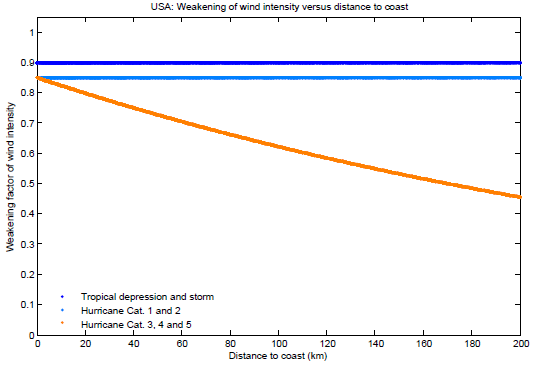 USA: Weakening of wind intensity versus distance to coast
1
0.9
0.8
0.7
0.6
0.5
0.4
0.3
0.2
0.1
0
Weakening factor of wind intensity
Tropical depression and storm
Hurricane Cat. 1 and 2
Hurricane Cat. 3, 4 and 5
0 20 40 60 80 100 120 140 160 180 200
Distance to coast (km)